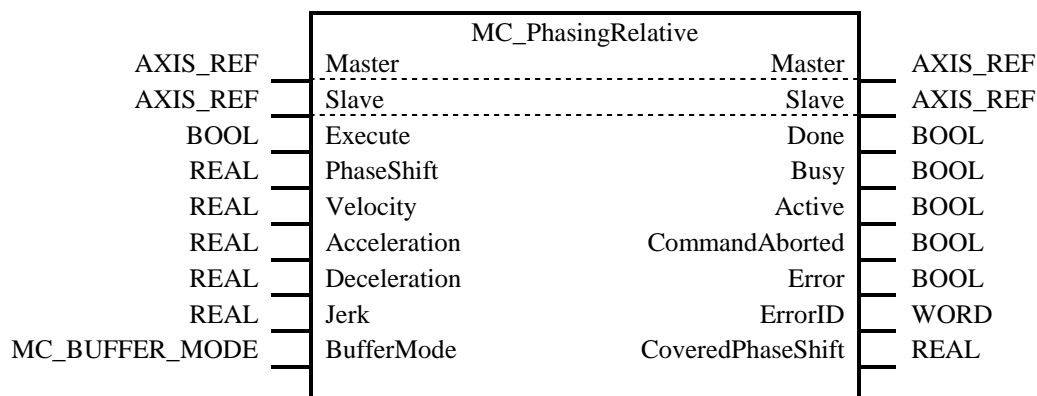 MC_PhasingRelative
AXIS_REF Master Master AXIS_REF
AXIS_REF Slave Slave AXIS_REF
BOOL Execute Done BOOL
REAL PhaseShift Busy BOOL
REAL Velocity Active BOOL
REAL Acceleration CommandAborted BOOL
REAL Deceleration Error BOOL
REAL Jerk ErrorID WORD
MC_BUFFER_MODE BufferMode CoveredPhaseShift REAL